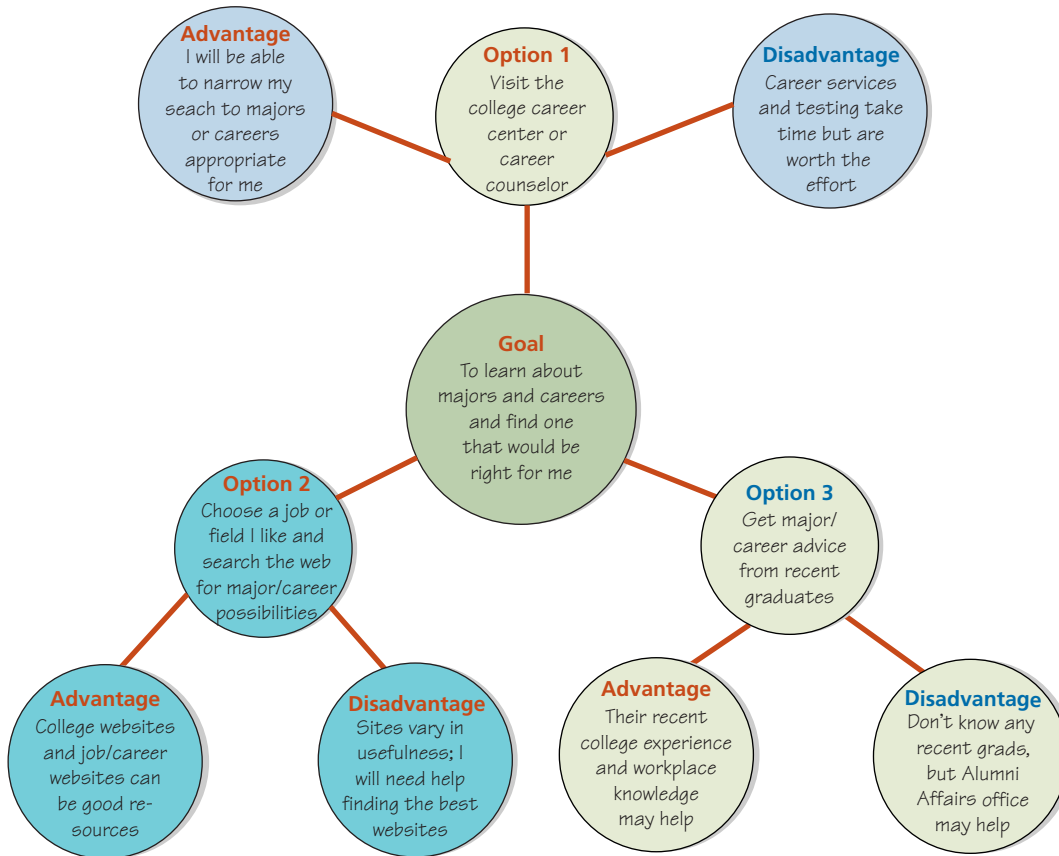 Advantage
I will be able
to narrow my
seach to majors
or careers
appropriate
for me
Option 1
Visit the
college career
center or
career
counselor
Disadvantage
Career services
and testing take
time but are
worth the
effort
Goal
To learn about
majors and careers
and find one
that would be
right for me
Option 2
Choose a job or
field I like and
search the web
for major/career
possibilities
Option 3
Get major/
career advice
from recent
graduates
Advantage
College websites
and job/career
websites can
be good re-
sources
Disadvantage
Sites vary in
usefulness; I
will need help
finding the best
websites
Advantage
Their recent
college experience
and workplace
knowledge
may help
Disadvantage
Don't know any
recent grads,
but Alumni
Affairs office
may help